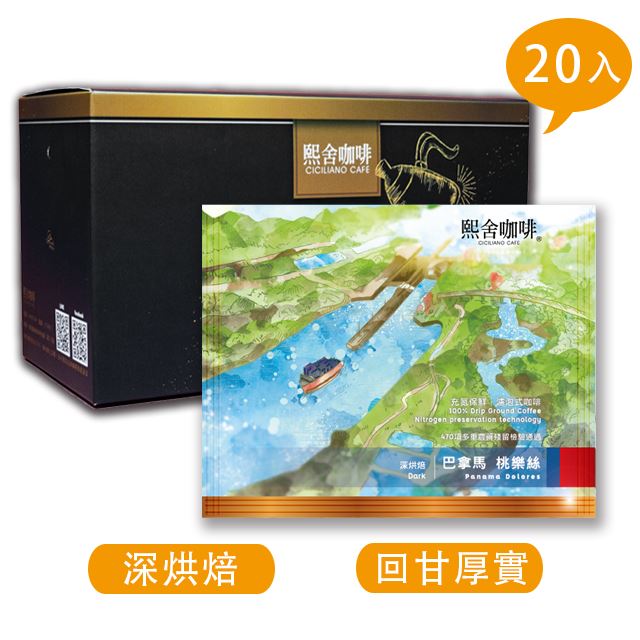 20入
熙舍咖啡
CICILIANO CAFE
熙舍咖啡®
CICILIANO CAFE
充氮保鮮 濾泡式咖啡
100% Drip Ground Coffee
Nitrogen preservation technology
470項多重農藥殘留檢驗通過
深烘焙
Dark
巴拿馬 桃樂絲
Panama Dolores
深烘焙
回甘厚實